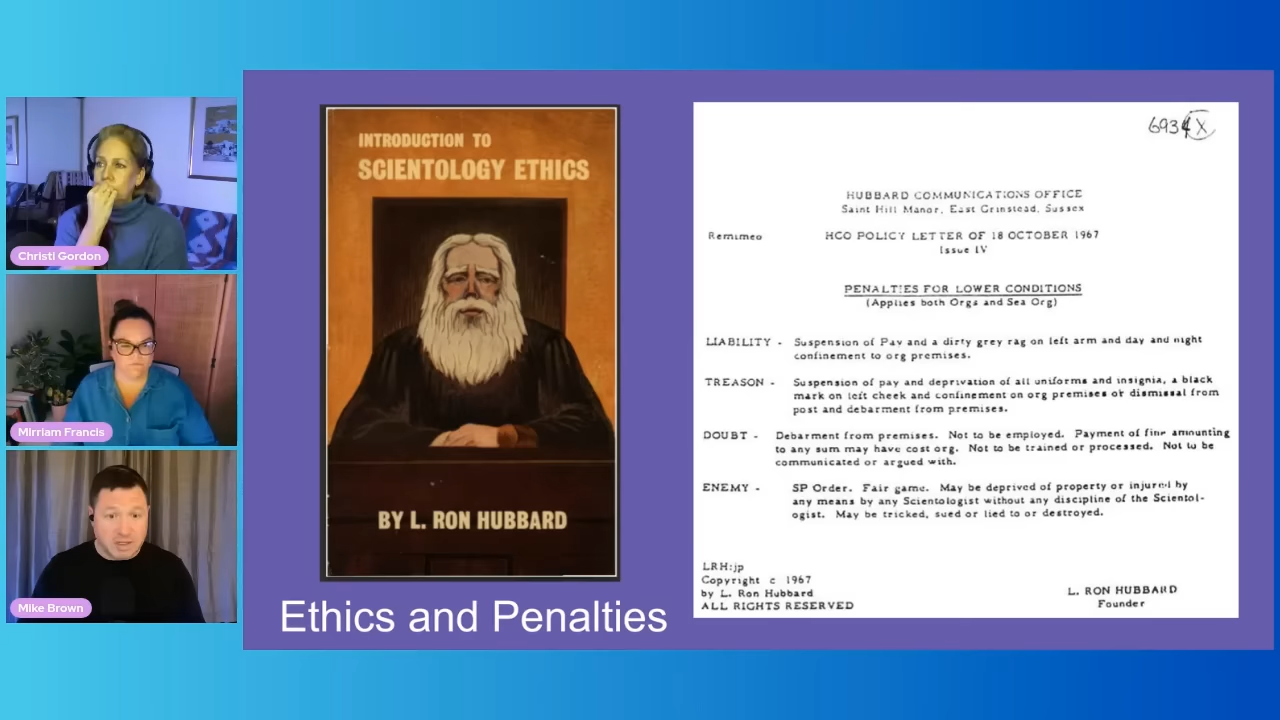 Christi Gordon
Mirriam Francis
Mike Brown
INTRODUCTION TO
SCIENTOLOGY ETHICS
BY L. RON HUBBARD
Ethics and Penalties
HUBBARD COMMUNICATIONS OFFICE
Saint Hill Manor, East Grinstead, Sussex
Remimeo
HCO POLICY LETTER OF 18 OCTOBER 1967
Issue IV
PENALTIES FOR LOWER CONDITIONS
(Applies both Orgs and Sea Org)
LIABILITY - Suspension of Pay and a dirty grey rag on left arm and day and night
confinement to org premises.
TREASON - Suspension of pay and deprivation of all uniforms and insignia, a black
mark on left cheek and confinement on org premises or dismissal from
post and debarment from premises.
DOUBT - Debarment from premises. Not to be employed. Payment of fine amounting
to any sum may have cost org. Not to be trained or processed. Not to be
communicated or argued with.
ENEMY - SP Order. Fair game. May be deprived of property or injured by
any means by any Scientologist without any discipline of the Scientol-
ogist. May be tricked, sued or lied to or destroyed.
LRH:jp
Copyright c 1967
by L. Ron Hubbard
ALL RIGHTS RESERVED
L. RON HUBBARD
Founder